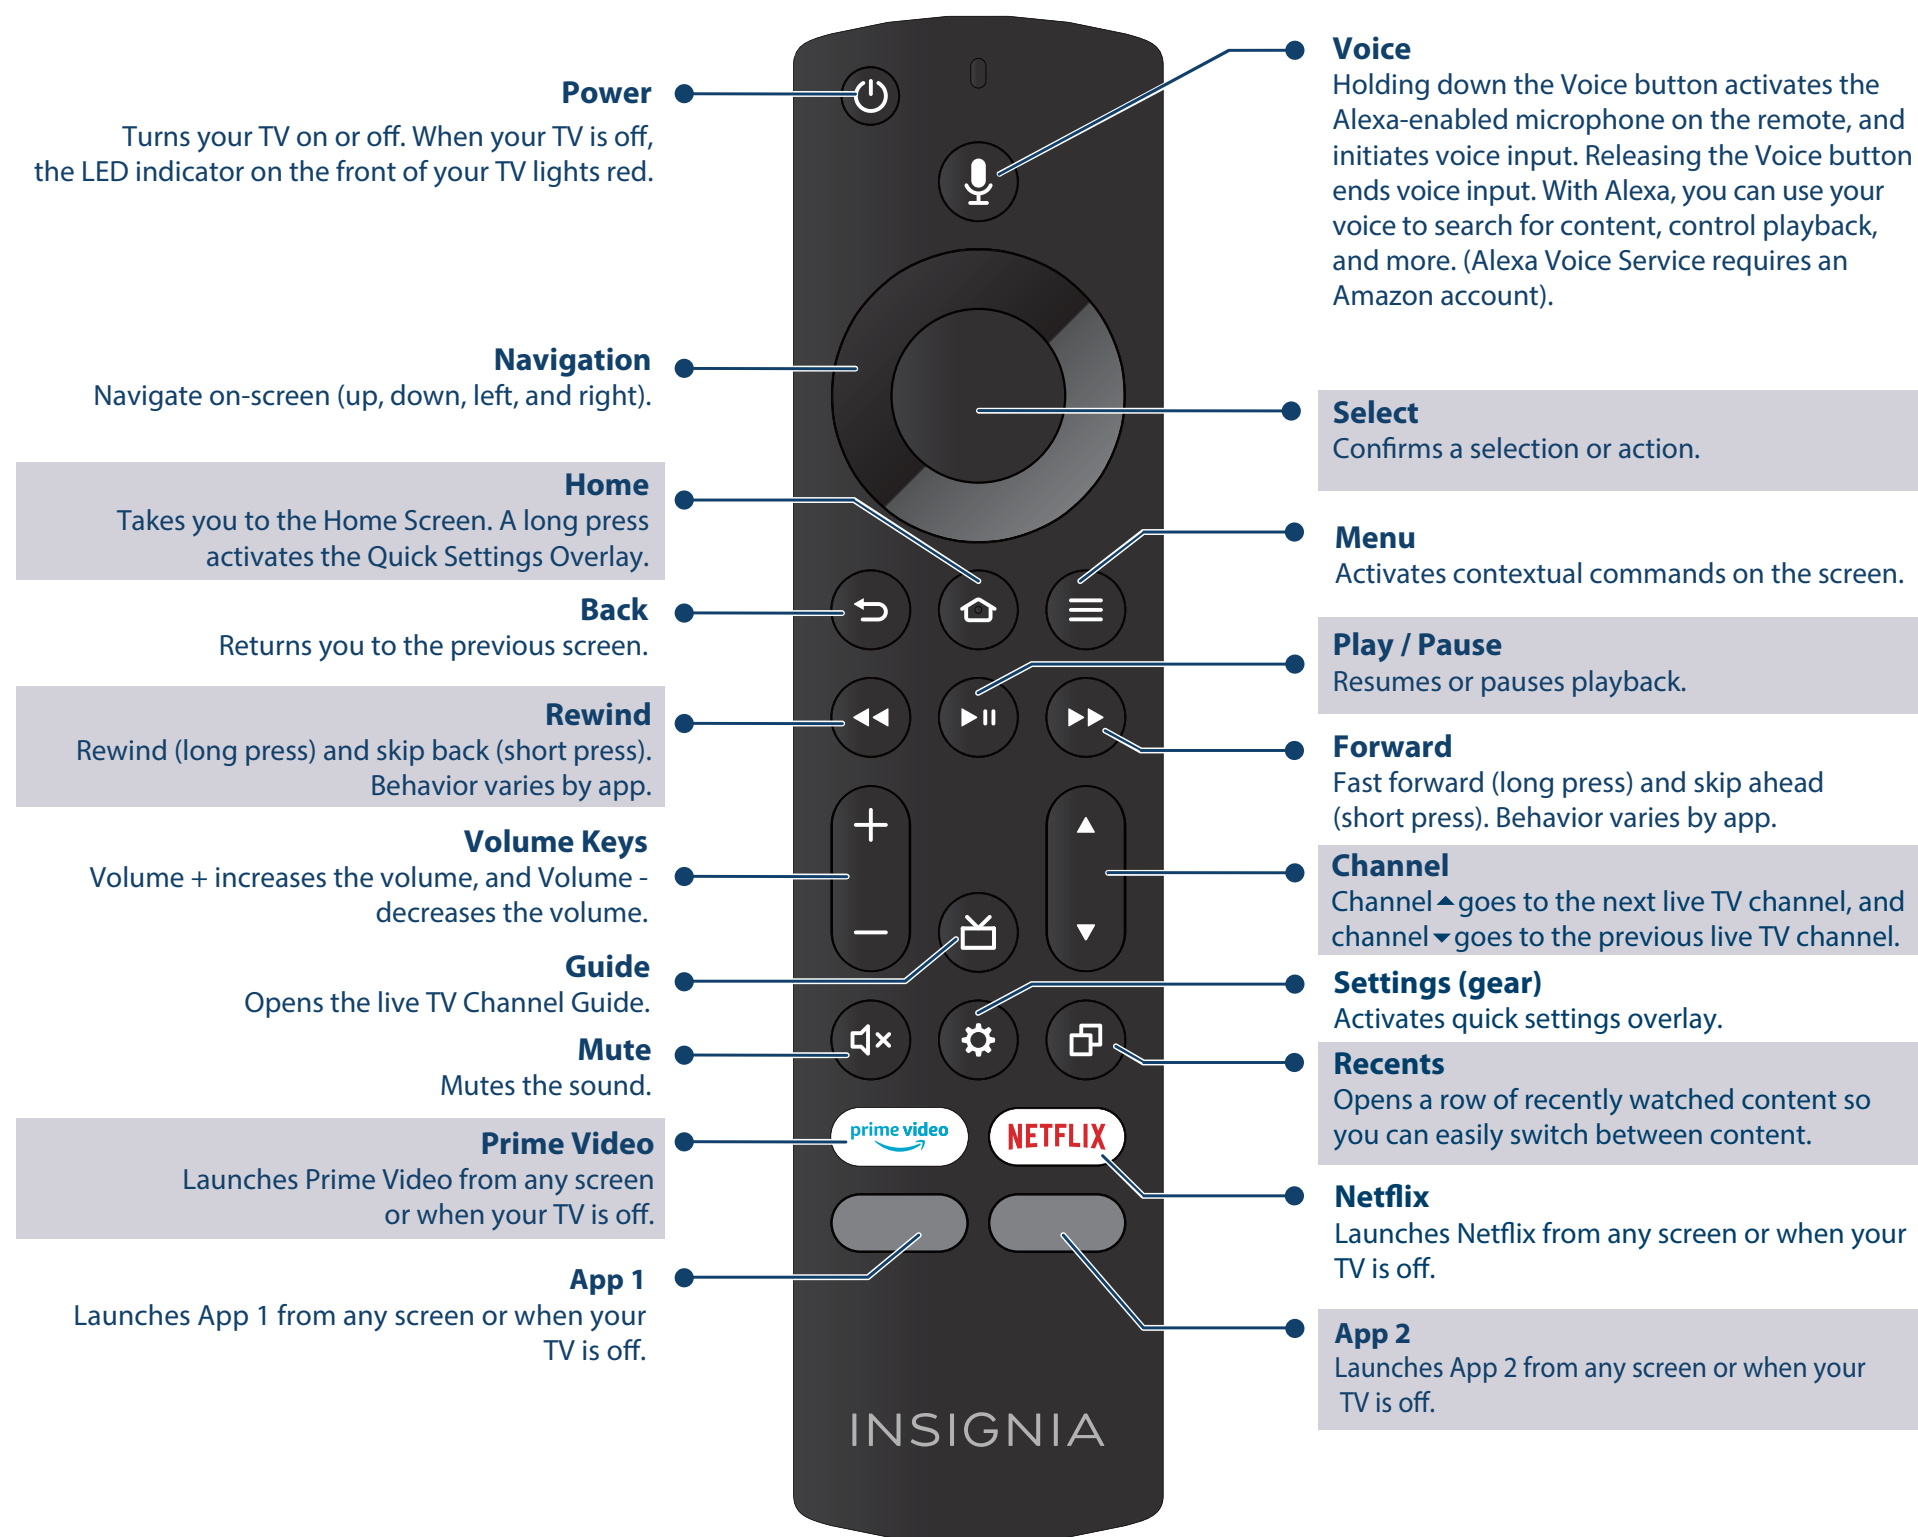 Power
Turns your TV on or off. When your TV is off,
the LED indicator on the front of your TV lights red.
Navigation
Navigate on-screen (up, down, left, and right).
Home
Takes you to the Home Screen. A long press
activates the Quick Settings Overlay.
Back
Returns you to the previous screen.
Rewind
Rewind (long press) and skip back (short press).
Behavior varies by app.
Volume Keys
Volume + increases the volume, and Volume -
decreases the volume.
Guide
Opens the live TV Channel Guide.
Mute
Mutes the sound.
Prime Video
Launches Prime Video from any screen
or when your TV is off.
App 1
Launches App 1 from any screen or when your
TV is off.
prime video
NETFLIX
INSIGNIA
Voice
Holding down the Voice button activates the
Alexa-enabled microphone on the remote, and
initiates voice input. Releasing the Voice button
ends voice input. With Alexa, you can use your
voice to search for content, control playback,
and more. (Alexa Voice Service requires an
Amazon account).
Select
Confirms a selection or action.
Menu
Activates contextual commands on the screen.
Play / Pause
Resumes or pauses playback.
Forward
Fast forward (long press) and skip ahead
(short press). Behavior varies by app.
Channel
Channel ▲ goes to the next live TV channel, and
channel ▼ goes to the previous live TV channel.
Settings (gear)
Activates quick settings overlay.
Recents
Opens a row of recently watched content so
you can easily switch between content.
Netflix
Launches Netflix from any screen or when your
TV is off.
App 2
Launches App 2 from any screen or when your
TV is off.